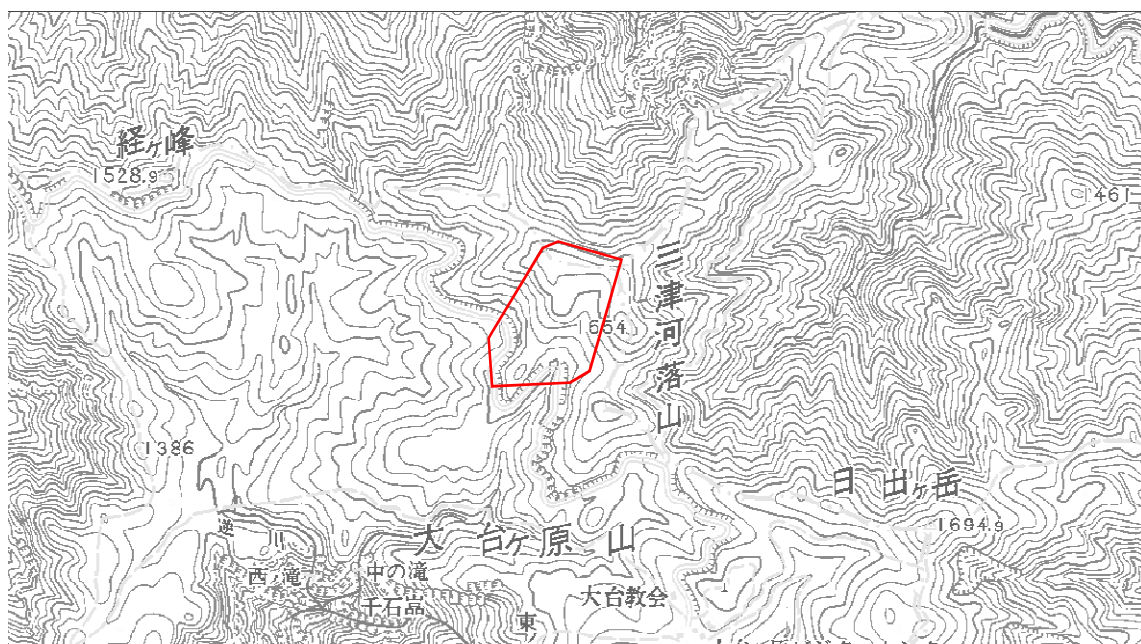 経ヶ峰
1528.9
1461
三津河落山
1654
1386
日出ヶ岳
1694.9
逆川
大台ヶ原山
西ノ滝
中の滝
千石嵓
大台教会
東